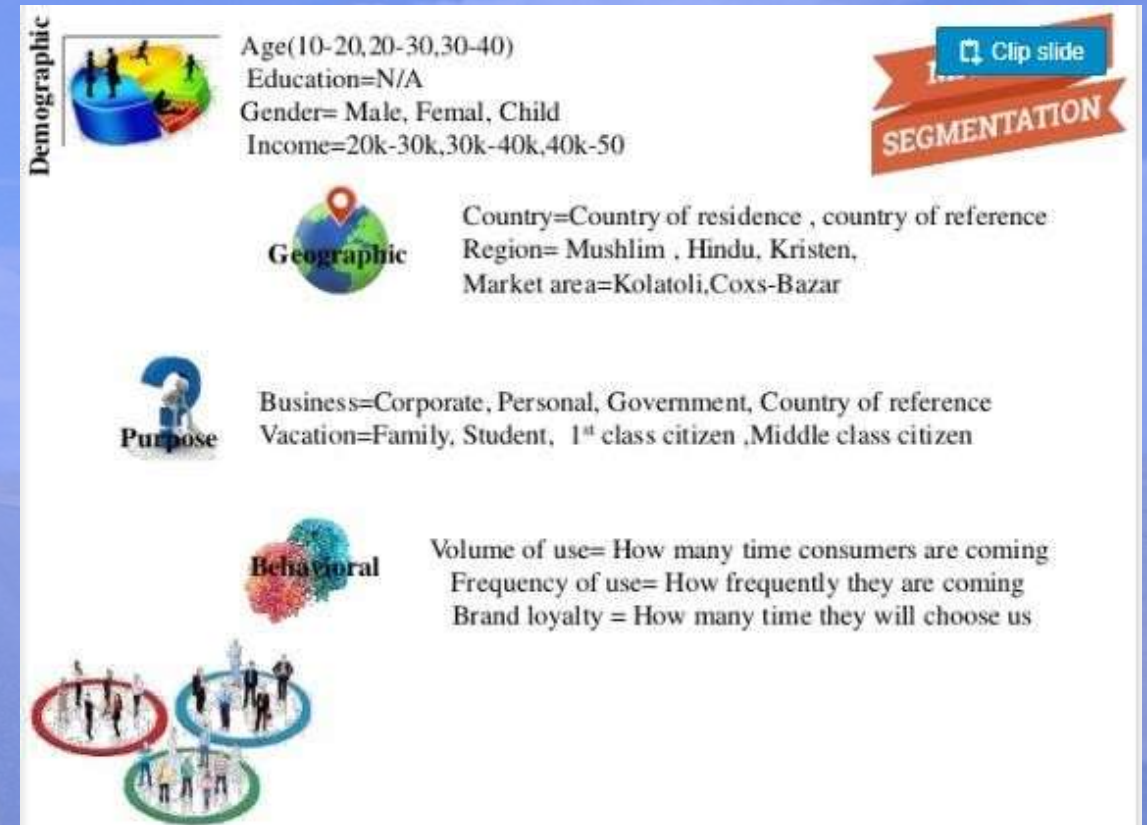 Demographic
Age(10-20,20-30,30-40)
Education=N/A
Gender= Male, Femal, Child
Income=20k-30k,30k-40k,40k-50
Clip slide
SEGMENTATION
Geographic
Country=Country of residence , country of reference
Region= Mushlim , Hindu, Kristen,
Market area=Kolatoli,Coxs-Bazar
Purpose
Business=Corporate, Personal, Government, Country of reference
Vacation=Family, Student, 1st class citizen ,Middle class citizen
Behavioral
Volume of use= How many time consumers are coming
Frequency of use= How frequently they are coming
Brand loyalty = How many time they will choose us